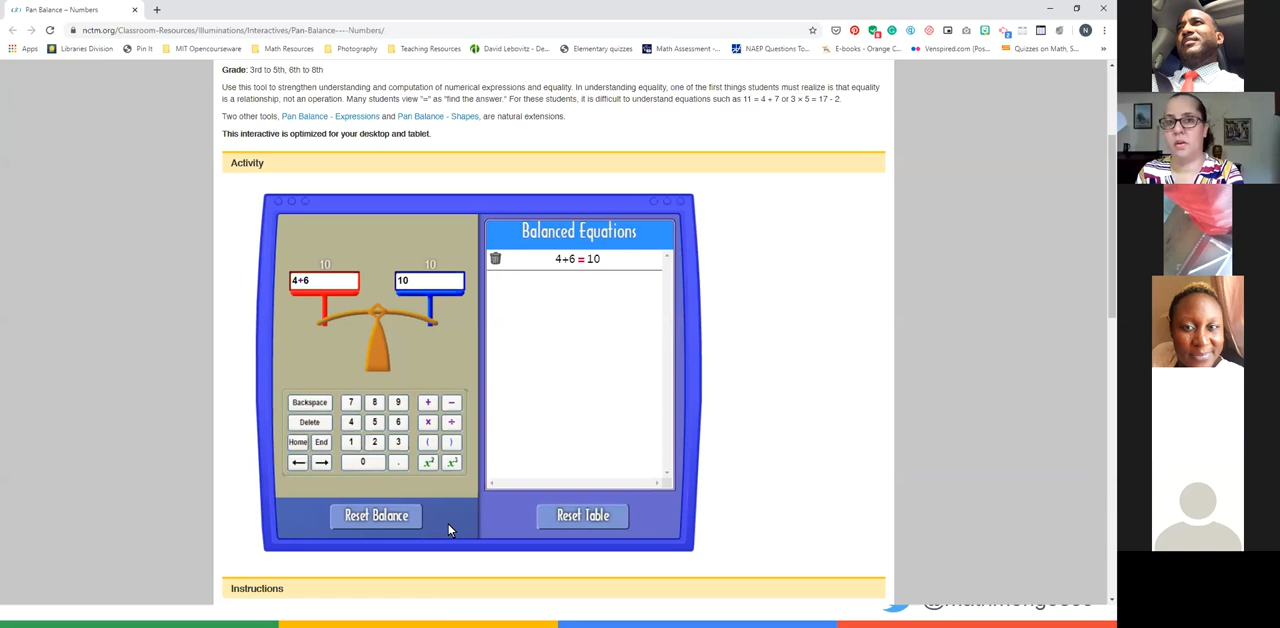 Pan Balance – Numbers
nctm.org/Classroom-Resources/Illuminations/Interactives/Pan-Balance----Numbers/
Apps Libraries Division Pin It MIT Opencourseware Math Resources Photography Teaching Resources David Lebovitz - De... Elementary quizzes Math Assessment -... NAEP Questions To... E-books - Orange C... Venspired.com (Pos... Quizzes on Math, S... »
Grade: 3rd to 5th, 6th to 8th
Use this tool to strengthen understanding and computation of numerical expressions and equality. In understanding equality, one of the first things students must realize is that equality
is a relationship, not an operation. Many students view "=" as "find the answer." For these students, it is difficult to understand equations such as 11 = 4 + 7 or 3 × 5 = 17 - 2.
Two other tools, Pan Balance - Expressions and Pan Balance - Shapes, are natural extensions.
This interactive is optimized for your desktop and tablet.
Activity
Balanced Equations
4+6 = 10
10 10
4+6 10
Backspace 7 8 9 + −
Delete 4 5 6 x ÷
Home End 1 2 3 ( )
← → 0 . x² x³
Reset Balance Reset Table
Instructions